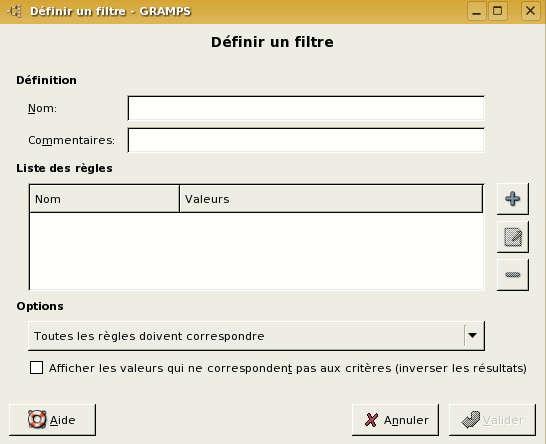 Définir un filtre - GRAMPS
Définir un filtre
Définition
Nom:
Commentaires:
Liste des règles
Nom Valeurs
Options
Toutes les règles doivent correspondre
Afficher les valeurs qui ne correspondent pas aux critères (inverser les résultats)
Aide Annuler Valider